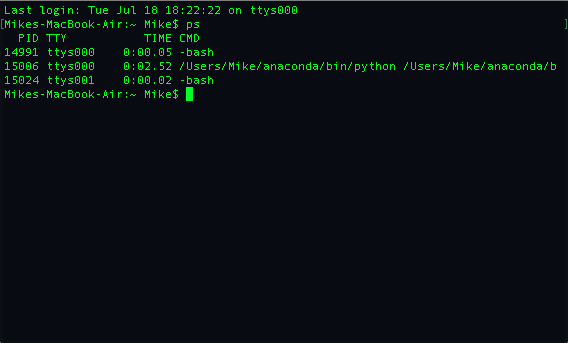 Last login: Tue Jul 18 18:22:22 on ttys000
[Mikes-MacBook-Air:~ Mike$ ps ]
  PID TTY           TIME CMD
14991 ttys000    0:00.05 -bash
15006 ttys000    0:02.52 /Users/Mike/anaconda/bin/python /Users/Mike/anaconda/b
15024 ttys001    0:00.02 -bash
Mikes-MacBook-Air:~ Mike$